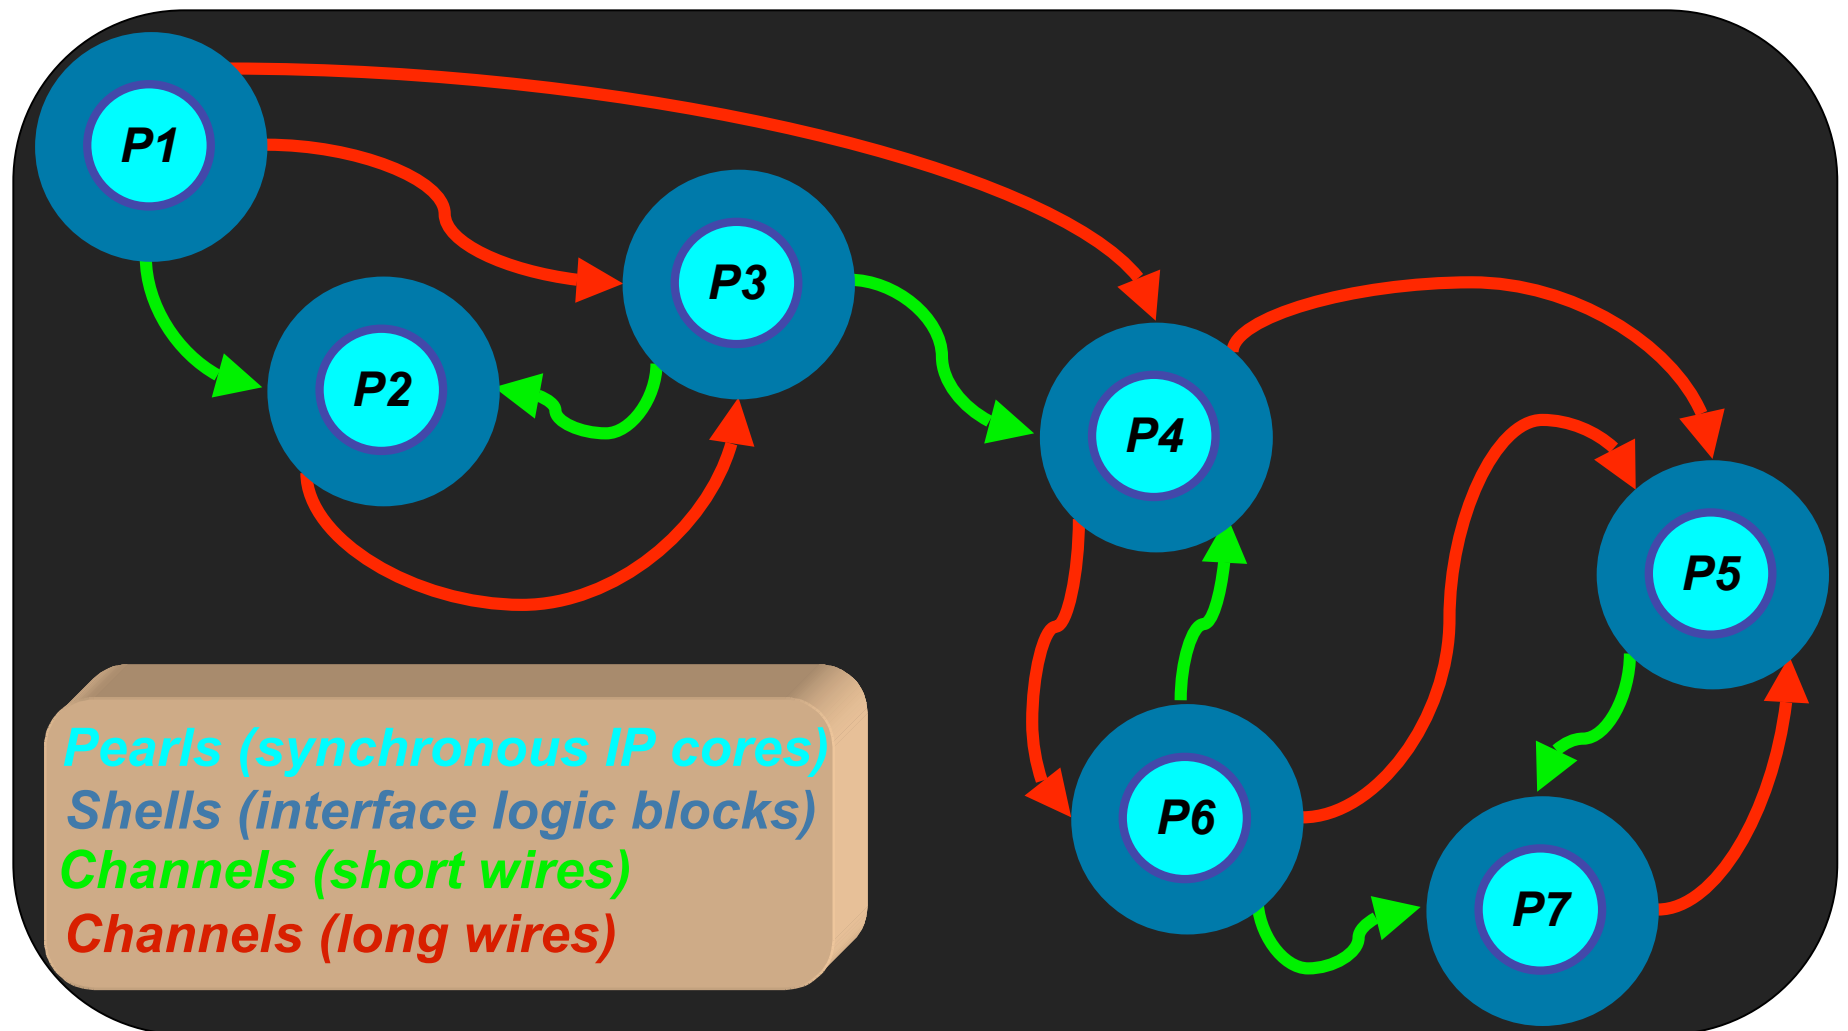 P1
P3
P2
P4
P5
P6
P7
Pearls (synchronous IP cores)
Shells (interface logic blocks)
Channels (short wires)
Channels (long wires)